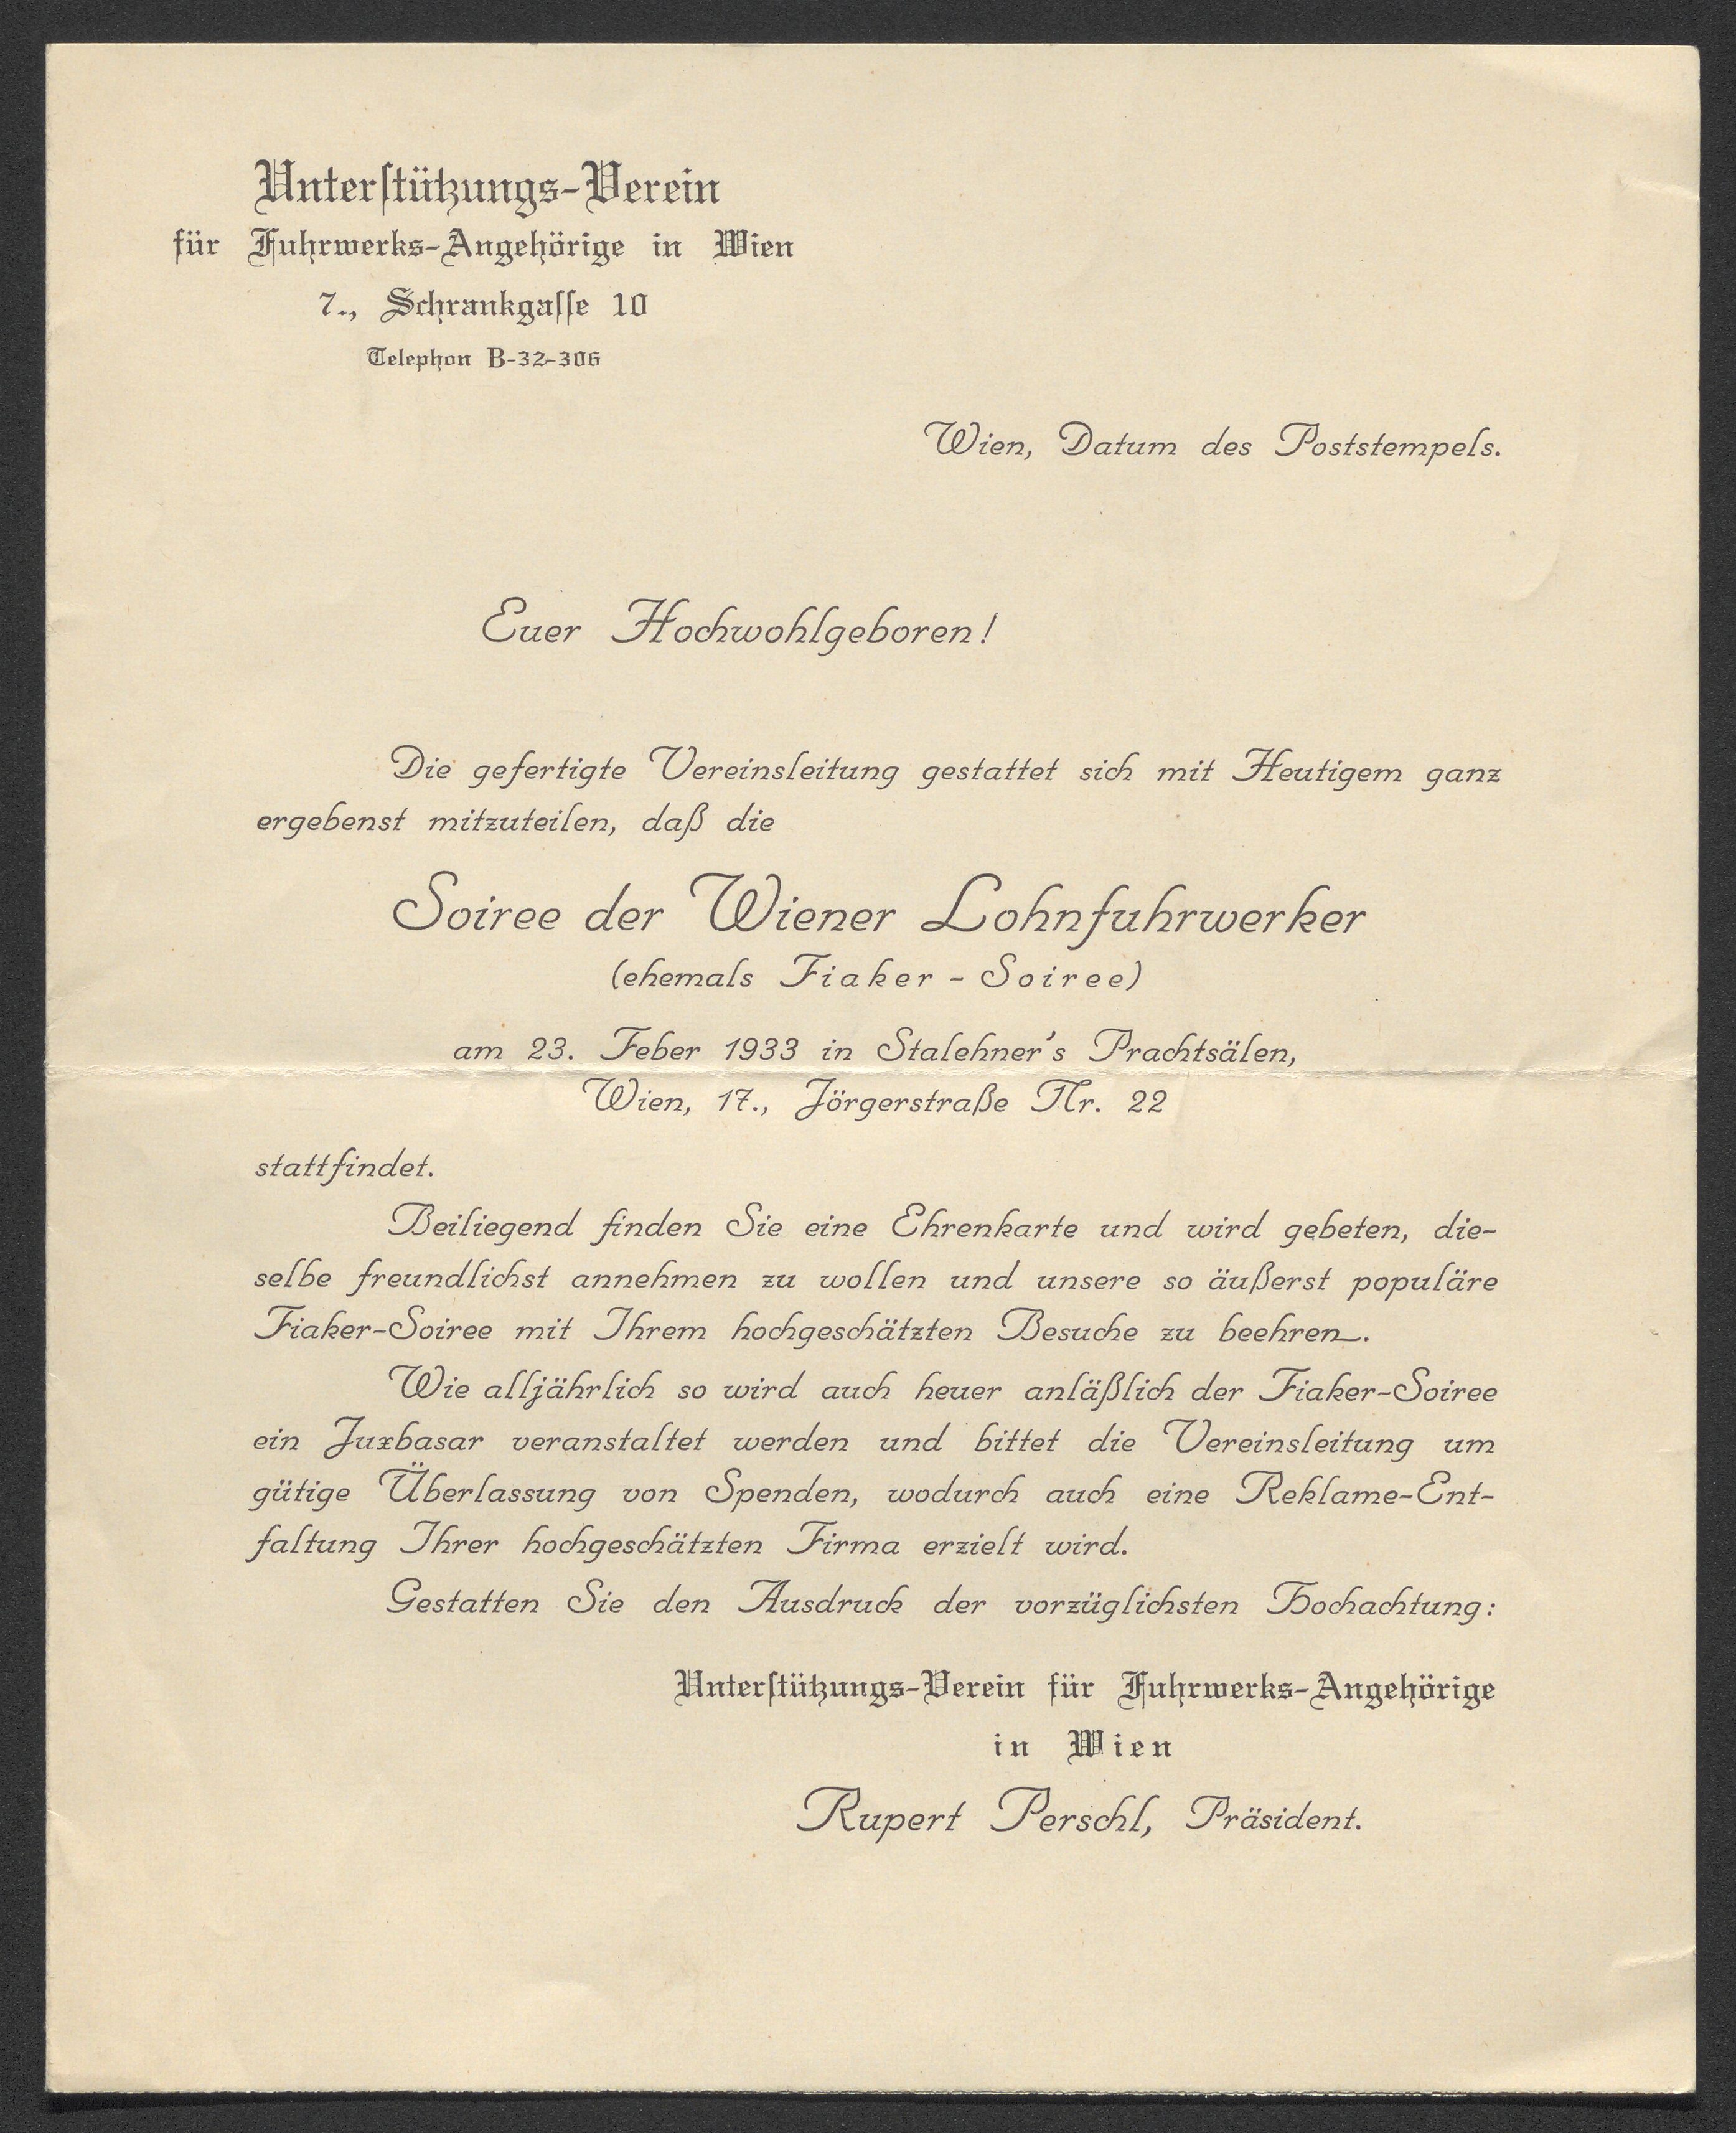 Unterſtützungs-Verein
für Fuhrwerks-Angehörige in Wien
7., Schrankgaſſe 10
Telephon B-32-306
Wien, Datum des Poststempels.
Euer Hochwohlgeboren!
Die gefertigte Vereinsleitung gestattet sich mit Heutigem ganz
ergebenst mitzuteilen, daß die
Soiree der Wiener Lohnfuhrwerker
(ehemals Fiaker - Soiree)
am 23. Feber 1933 in Stalehner's Prachtsälen,
Wien, 17., Jörgerstraße Nr. 22
stattfindet.
Beiliegend finden Sie eine Ehrenkarte und wird gebeten, die-
selbe freundlichst annehmen zu wollen und unsere so äußerst populäre
Fiaker-Soiree mit Ihrem hochgeschätzten Besuche zu beehren.
Wie alljährlich so wird auch heuer anläßlich der Fiaker-Soiree
ein Juxbasar veranstaltet werden und bittet die Vereinsleitung um
gütige Überlassung von Spenden, wodurch auch eine Reklame-Ent-
faltung Ihrer hochgeschätzten Firma erzielt wird.
Gestatten Sie den Ausdruck der vorzüglichsten Hochachtung:
Unterſtützungs-Verein für Fuhrwerks-Angehörige
in Wien
Rupert Perschl, Präsident.